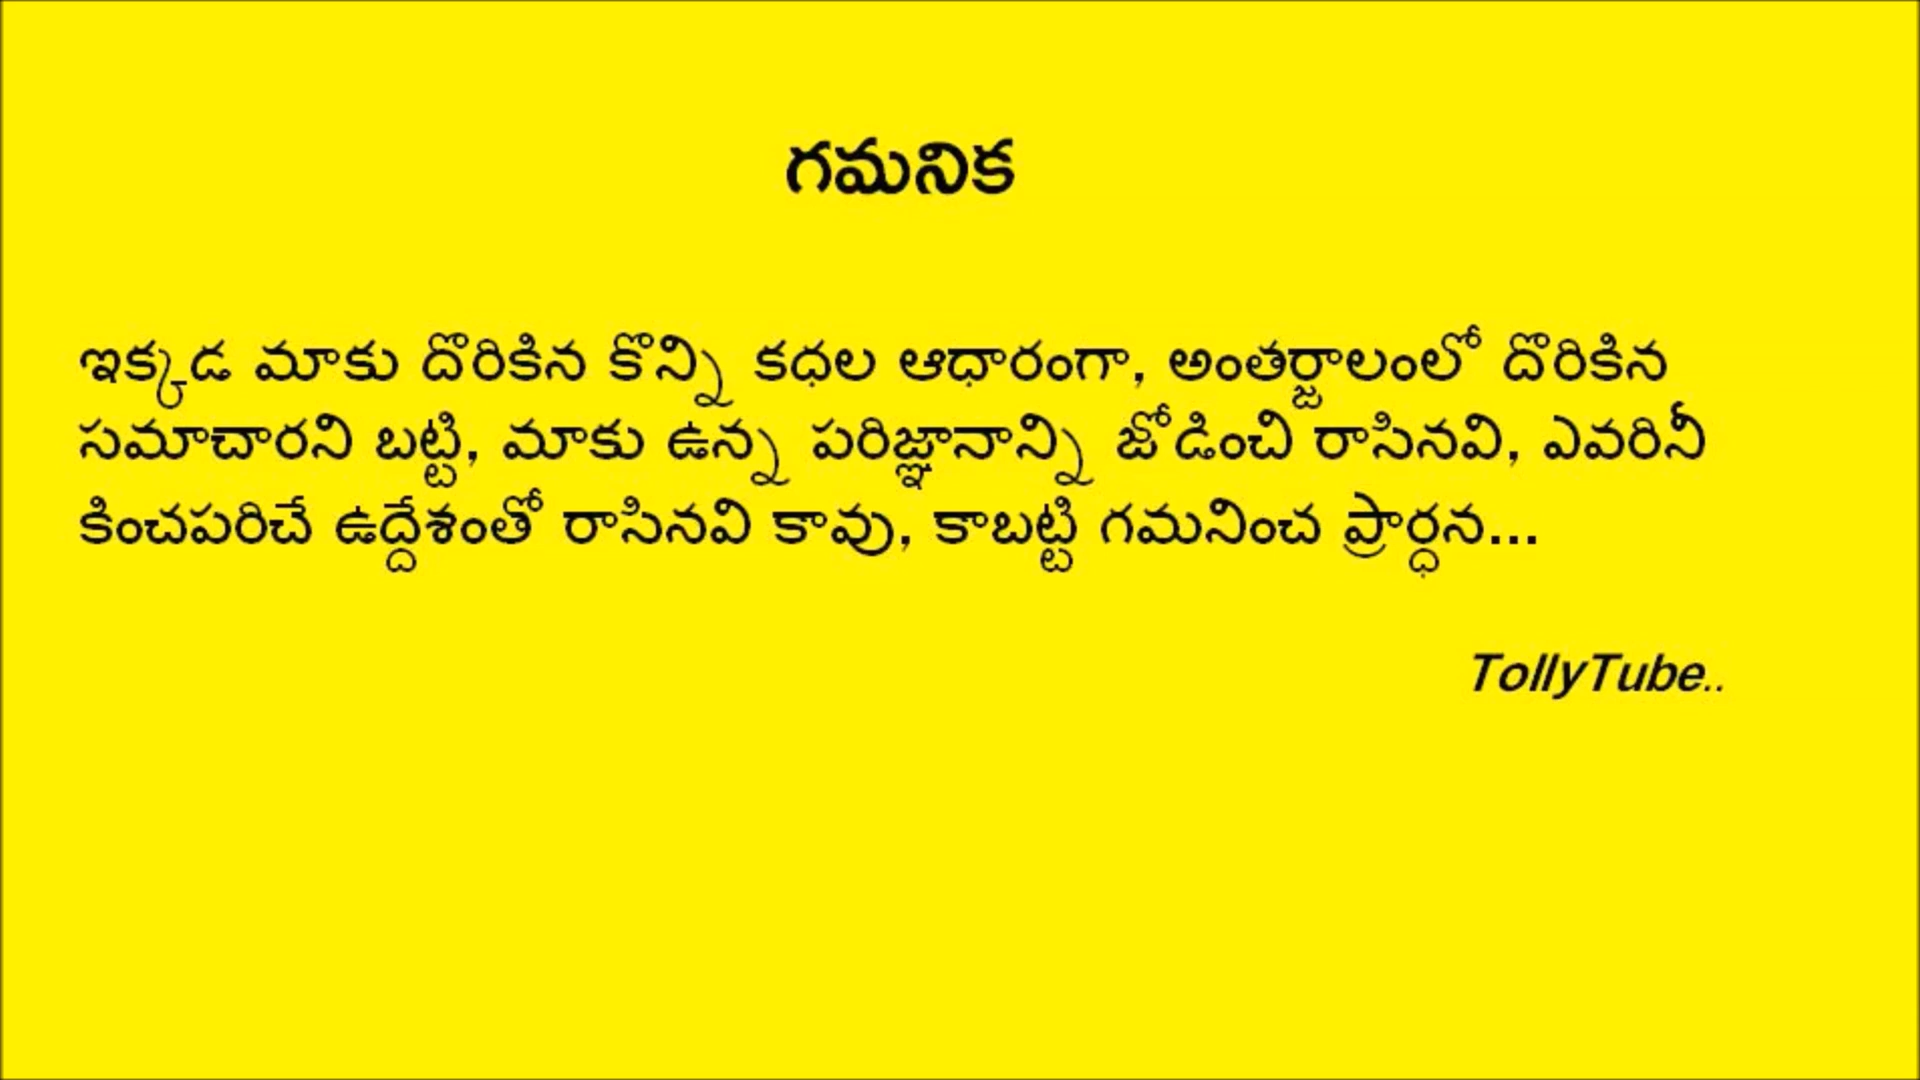 గమనిక
ఇక్కడ మాకు దొరికిన కొన్ని కధల ఆధారంగా, అంతర్జాలంలో దొరికిన
సమాచారని బట్టి, మాకు ఉన్న పరిజ్ఞానాన్ని జోడించి రాసినవి, ఎవరినీ
కించపరిచే ఉద్దేశంతో రాసినవి కావు, కాబట్టి గమనించ ప్రార్ధన...
TollyTube..